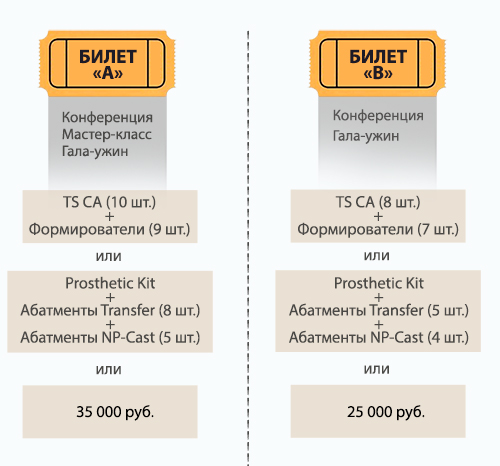 БИЛЕТ
«А»
Конференция
Мастер-класс
Гала-ужин
TS CA (10 шт.)
+
Формирователи (9 шт.)
или
Prosthetic Kit
+
Абатменты Transfer (8 шт.)
+
Абатменты NP-Cast (5 шт.)
или
35 000 руб.
БИЛЕТ
«В»
Конференция
Гала-ужин
TS CA (8 шт.)
+
Формирователи (7 шт.)
или
Prosthetic Kit
+
Абатменты Transfer (5 шт.)
+
Абатменты NP-Cast (4 шт.)
или
25 000 руб.